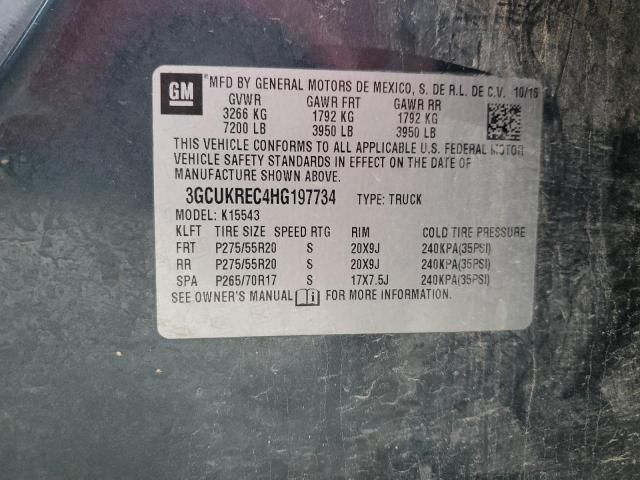 GM
MFD BY GENERAL MOTORS DE MEXICO, S. DE R.L. DE C.V. 10/16
GVWR GAWR FRT GAWR RR
3266 KG 1792 KG 1792 KG
7200 LB 3950 LB 3950 LB
THIS VEHICLE CONFORMS TO ALL APPLICABLE U.S. FEDERAL MOTOR
VEHICLE SAFETY STANDARDS IN EFFECT ON THE DATE OF
MANUFACTURE SHOWN ABOVE.
3GCUKREC4HG197734 TYPE: TRUCK
MODEL: K15543
KLFT TIRE SIZE SPEED RTG RIM COLD TIRE PRESSURE
FRT P275/55R20 S 20X9J 240KPA(35PSI)
RR P275/55R20 S 20X9J 240KPA(35PSI)
SPA P265/70R17 S 17X7.5J 240KPA(35PSI)
SEE OWNER'S MANUAL i FOR MORE INFORMATION.